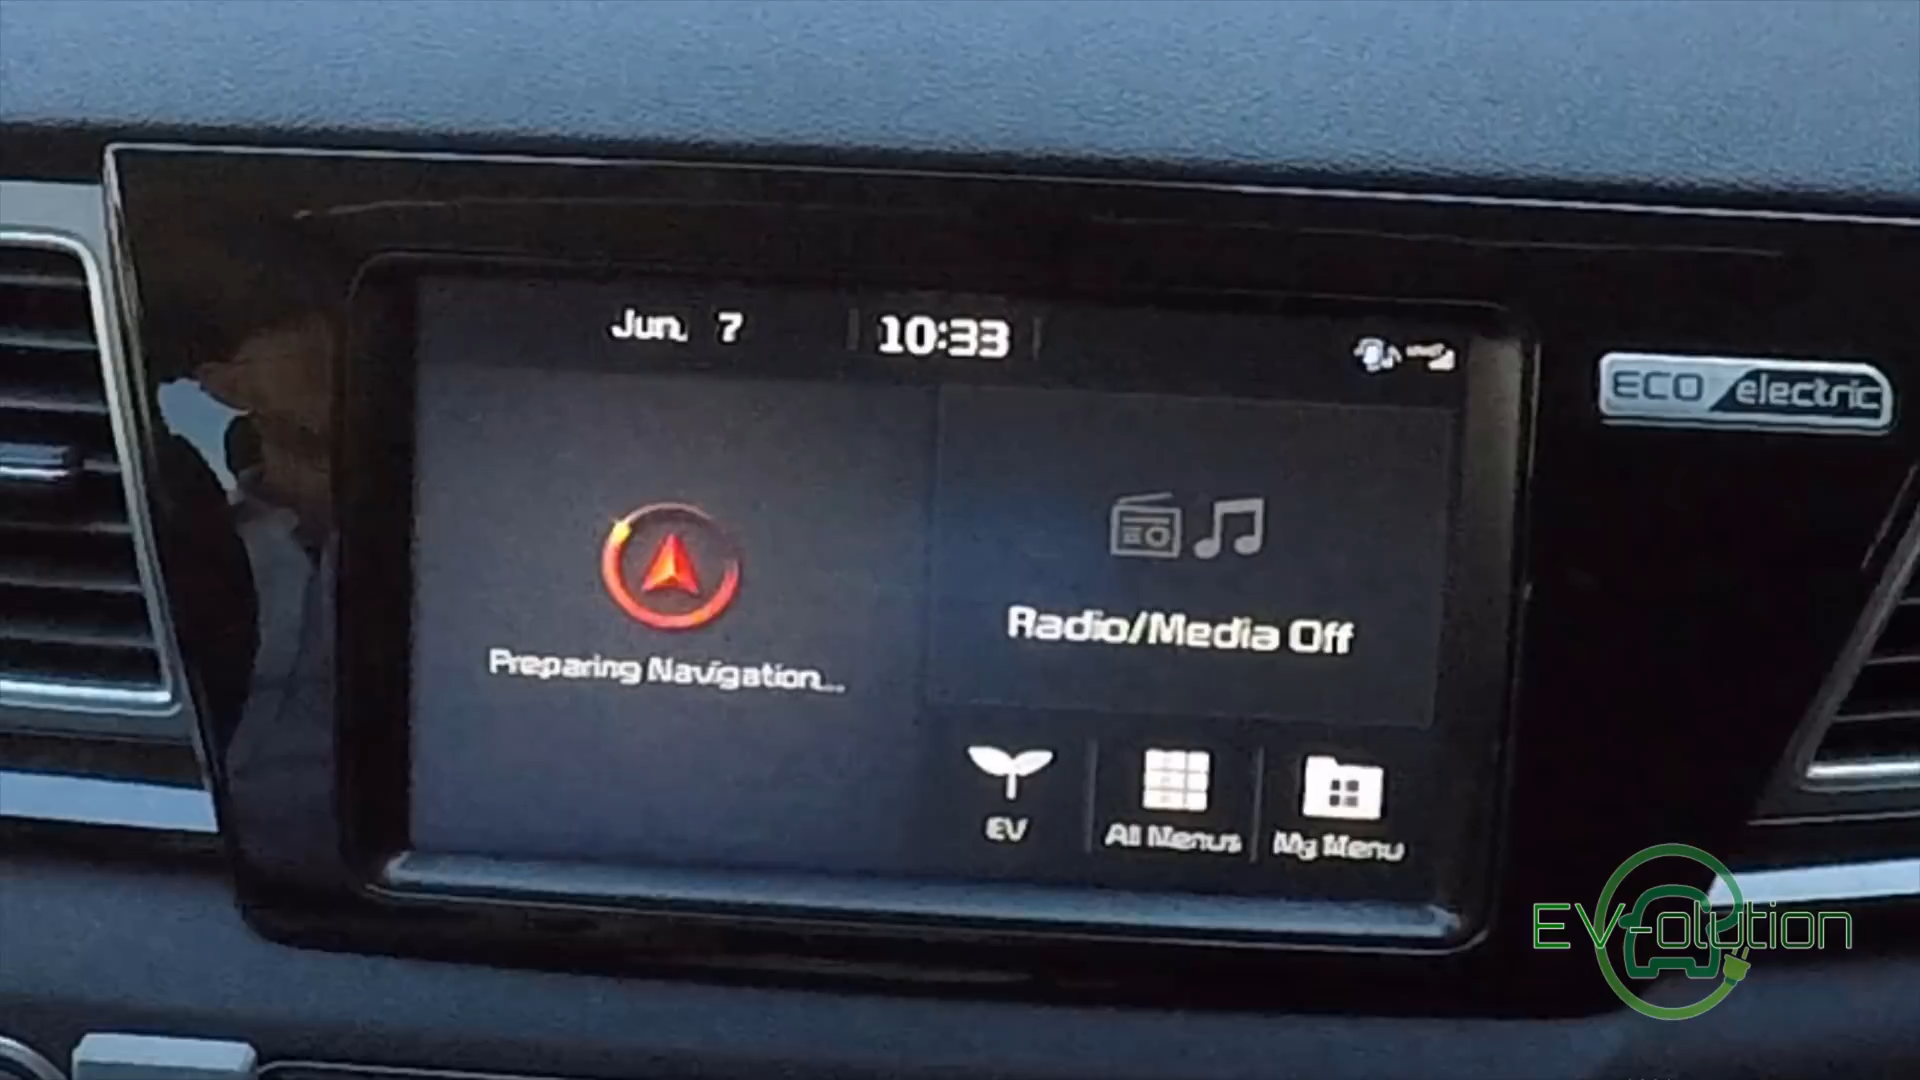 Jun. 7 10:33
ECO electric
Radio/Media Off
Preparing Navigation...
EV All Menus My Menu
EV-olution